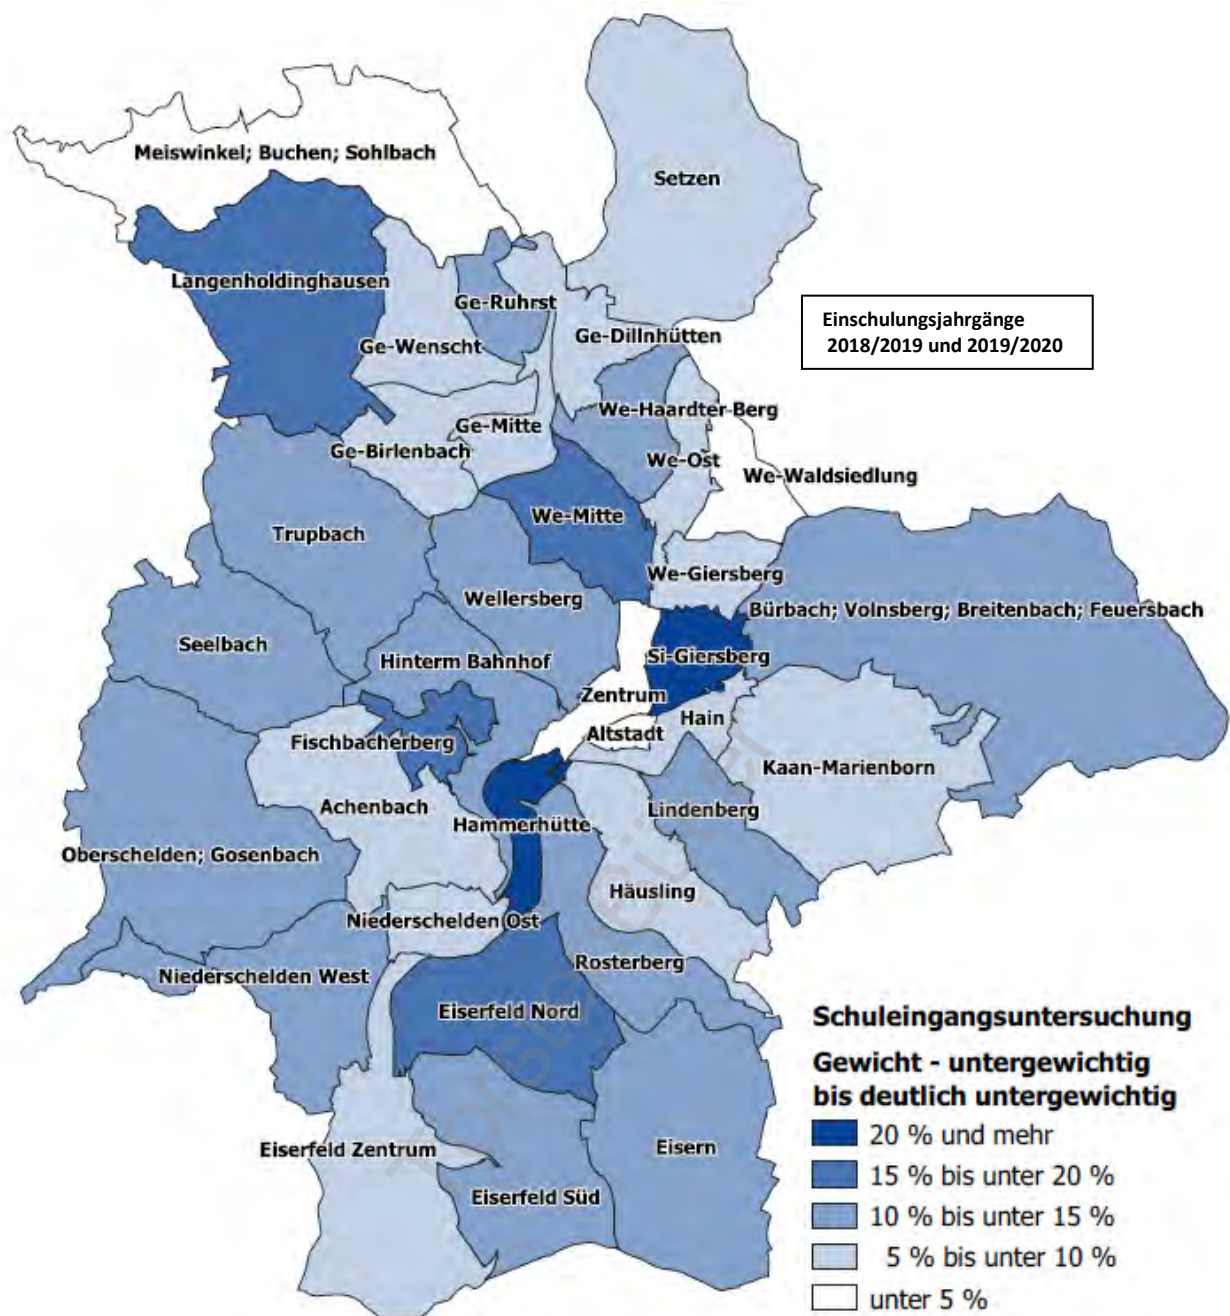 Meiswinkel; Buchen; Sohlbach
Setzen
Langenholdinghausen
Ge-Ruhrst
Einschulungsjahrgänge
2018/2019 und 2019/2020
Ge-Dillnhütten
Ge-Wenscht
We-Haardter Berg
Ge-Mitte
Ge-Birlenbach
We-Ost
We-Waldsiedlung
We-Mitte
Trupbach
We-Giersberg
Wellersberg
Bürbach; Volnsberg; Breitenbach; Feuersbach
Seelbach
Hinterm Bahnhof
Si-Giersberg
Zentrum
Hain
Altstadt
Fischbacherberg
Kaan-Marienborn
Achenbach
Lindenberg
Hammerhütte
Oberschelden; Gosenbach
Häusling
Niederschelden Ost
Rosterberg
Niederschelden West
Eiserfeld Nord
Schuleingangsuntersuchung
Gewicht - untergewichtig
bis deutlich untergewichtig
20 % und mehr
15 % bis unter 20 %
10 % bis unter 15 %
5 % bis unter 10 %
unter 5 %
Eiserfeld Zentrum
Eisern
Eiserfeld Süd